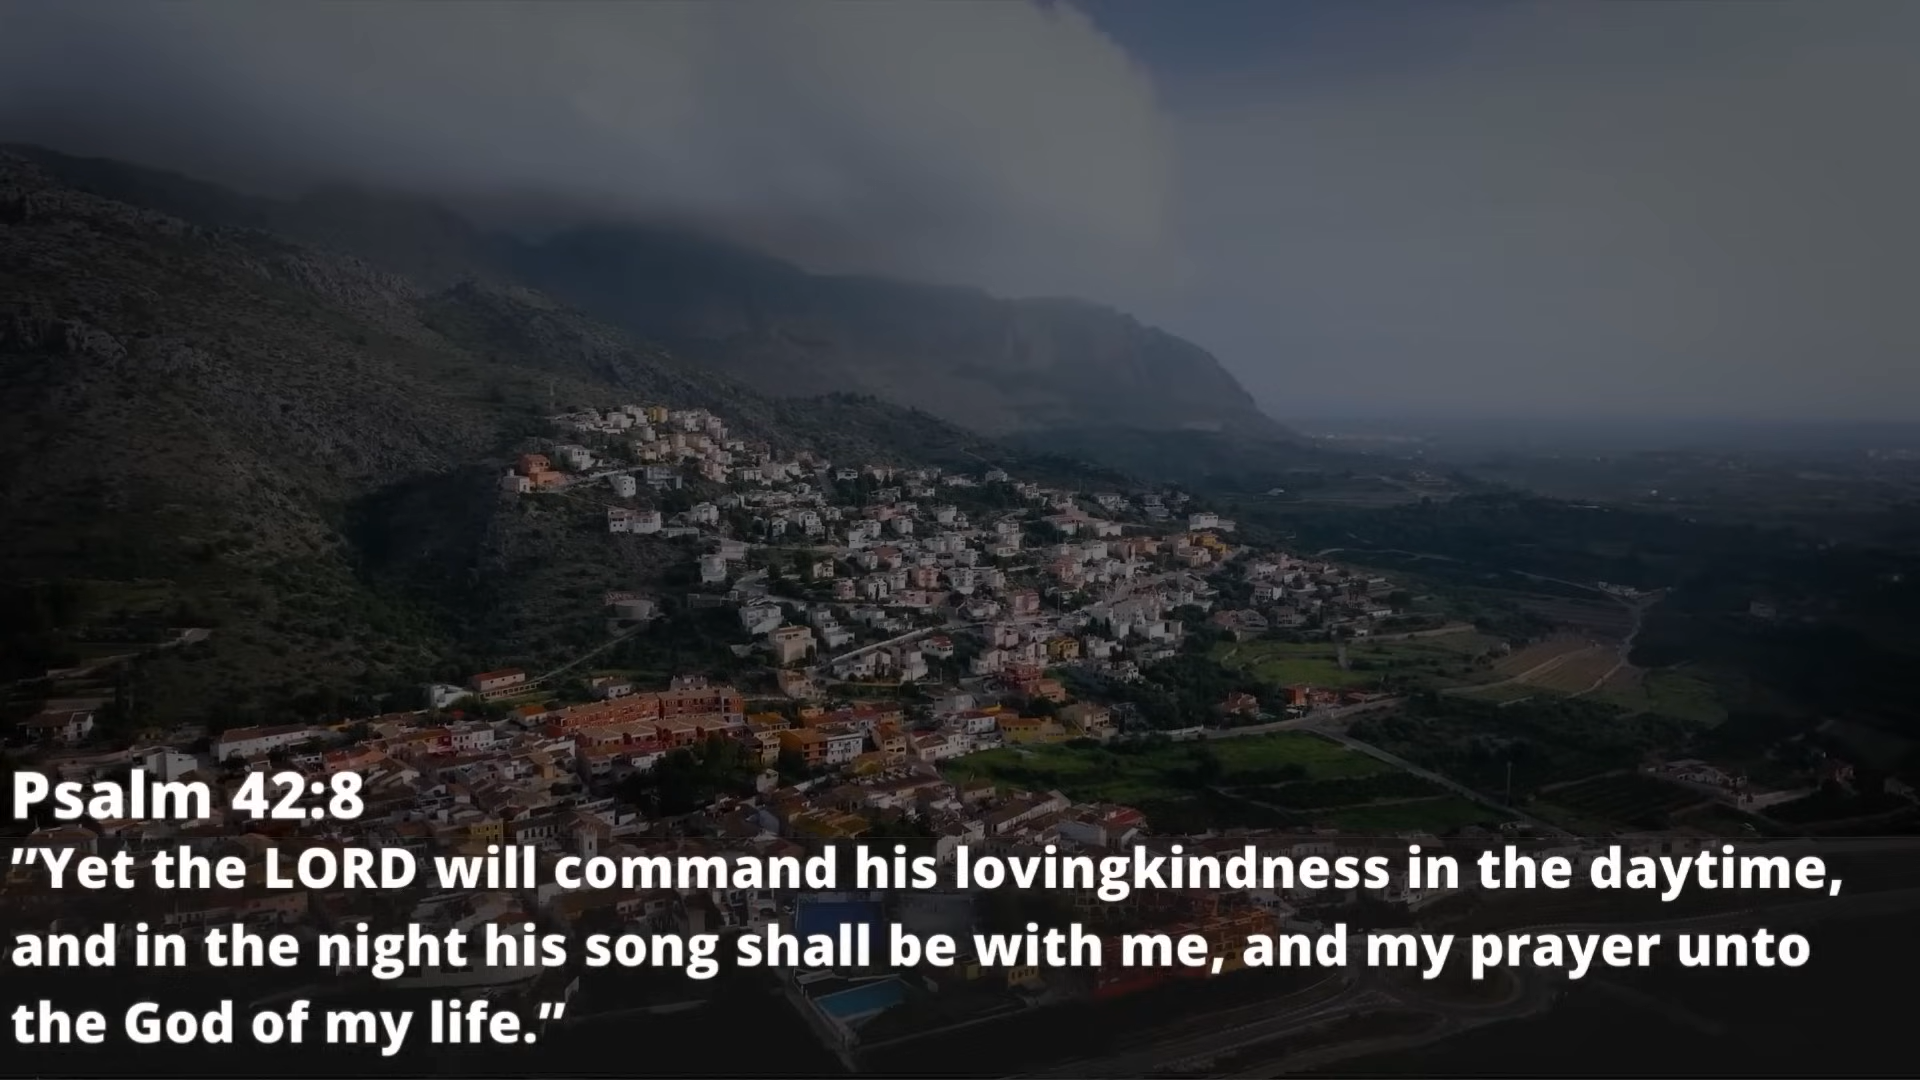 Psalm 42:8
"Yet the LORD will command his lovingkindness in the daytime,
and in the night his song shall be with me, and my prayer unto
the God of my life."